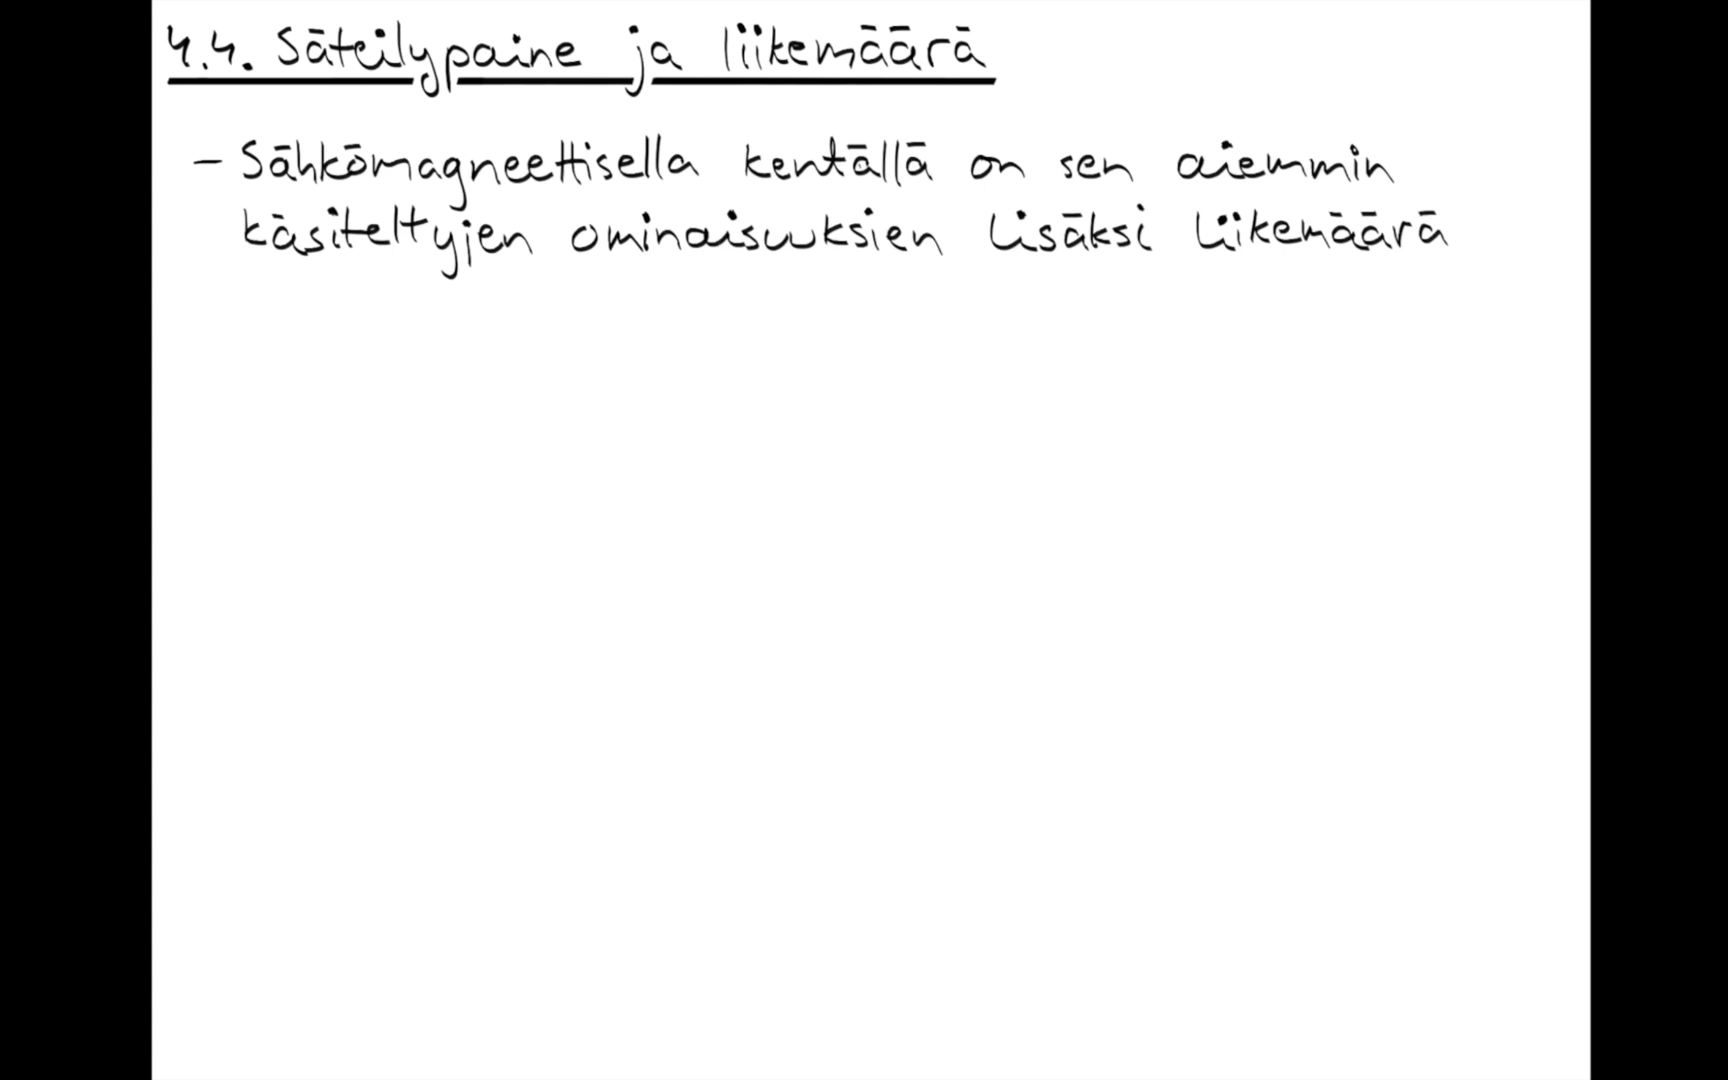 4.4. Säteilypaine ja liikemäärä
- Sähkömagneettisella kentällä on sen aiemmin
käsiteltyjen ominaisuuksien lisäksi liikemäärä